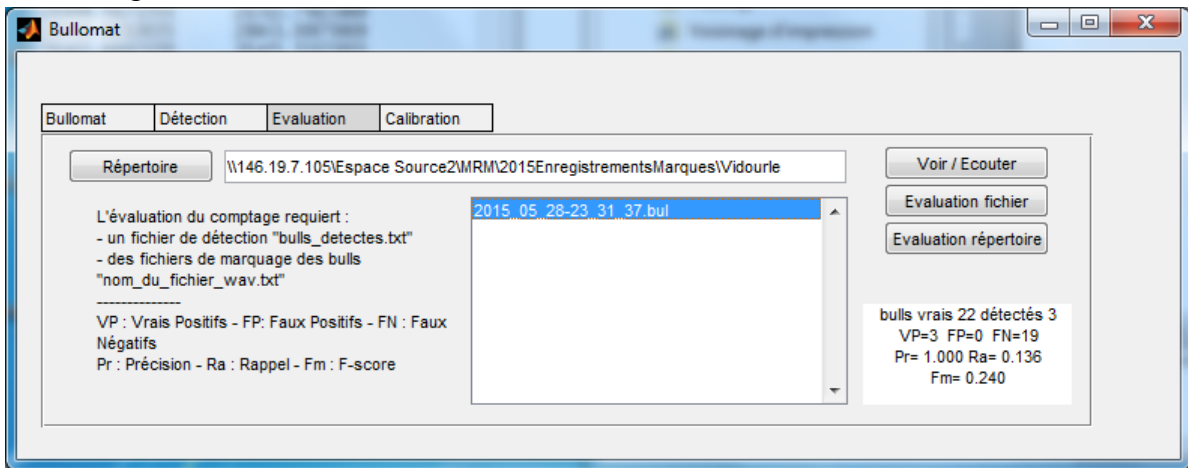 Bullomat
Bullomat Détection Evaluation Calibration
Répertoire \\146.19.7.105\Espace Source2\MRM\2015EnregistrementsMarques\Vidourle
Voir / Ecouter
Evaluation fichier
Evaluation répertoire
L'évaluation du comptage requiert :
- un fichier de détection "bulls_detectes.txt"
- des fichiers de marquage des bulls
"nom_du_fichier_wav.txt"
--------------
VP : Vrais Positifs - FP: Faux Positifs - FN : Faux
Négatifs
Pr : Précision - Ra : Rappel - Fm : F-score
2015_05_28-23_31_37.bul
bulls vrais 22 détectés 3
VP=3 FP=0 FN=19
Pr= 1.000 Ra= 0.136
Fm= 0.240